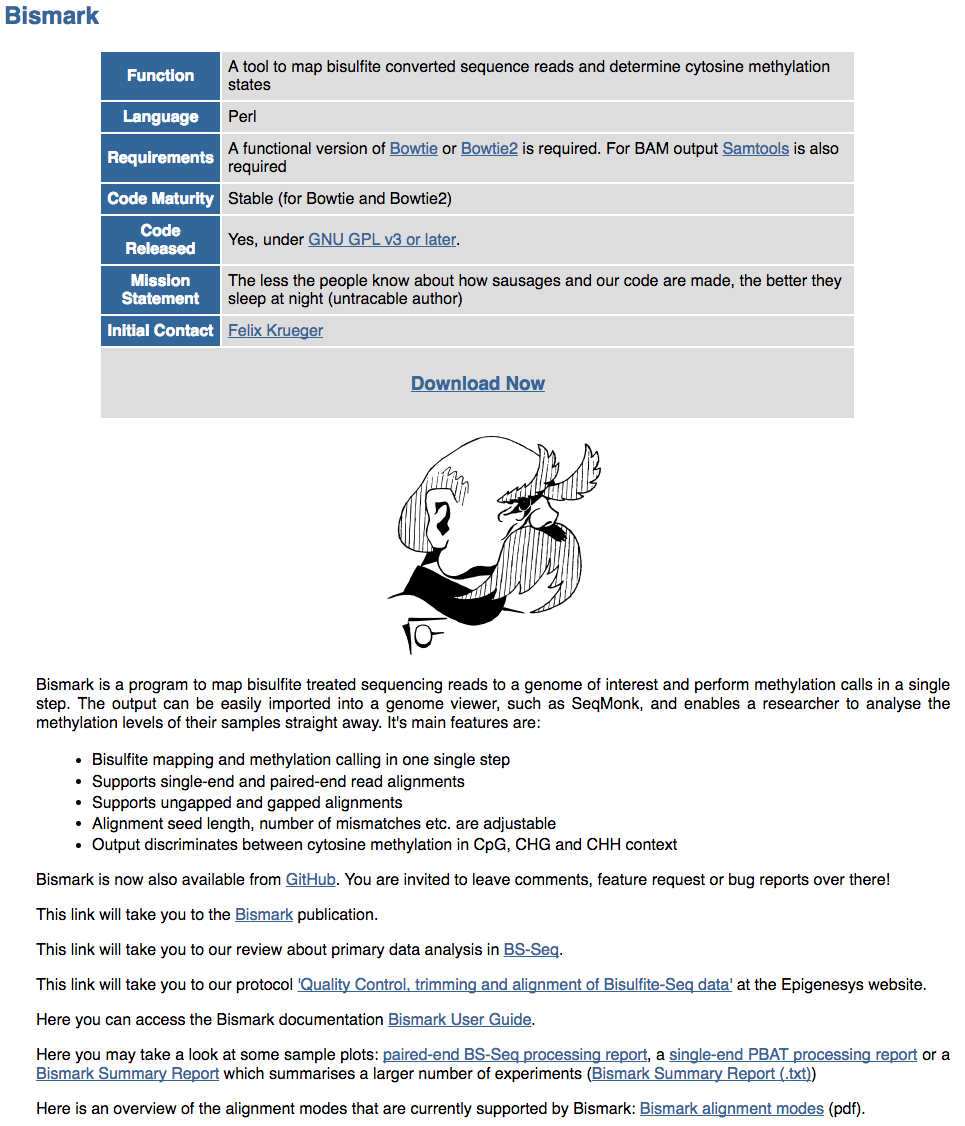 Bismark
Function
A tool to map bisulfite converted sequence reads and determine cytosine methylation
states
Language
Perl
Requirements
A functional version of Bowtie or Bowtie2 is required. For BAM output Samtools is also
required
Code Maturity
Stable (for Bowtie and Bowtie2)
Code
Released
Yes, under GNU GPL v3 or later.
Mission
Statement
The less the people know about how sausages and our code are made, the better they
sleep at night (untracable author)
Initial Contact
Felix Krueger
Download Now
Bismark is a program to map bisulfite treated sequencing reads to a genome of interest and perform methylation calls in a single
step. The output can be easily imported into a genome viewer, such as SeqMonk, and enables a researcher to analyse the
methylation levels of their samples straight away. It's main features are:
• Bisulfite mapping and methylation calling in one single step
• Supports single-end and paired-end read alignments
• Supports ungapped and gapped alignments
• Alignment seed length, number of mismatches etc. are adjustable
• Output discriminates between cytosine methylation in CpG, CHG and CHH context
Bismark is now also available from GitHub. You are invited to leave comments, feature request or bug reports over there!
This link will take you to the Bismark publication.
This link will take you to our review about primary data analysis in BS-Seq.
This link will take you to our protocol 'Quality Control, trimming and alignment of Bisulfite-Seq data' at the Epigenesys website.
Here you can access the Bismark documentation Bismark User Guide.
Here you may take a look at some sample plots: paired-end BS-Seq processing report, a single-end PBAT processing report or a
Bismark Summary Report which summarises a larger number of experiments (Bismark Summary Report (.txt))
Here is an overview of the alignment modes that are currently supported by Bismark: Bismark alignment modes (pdf).